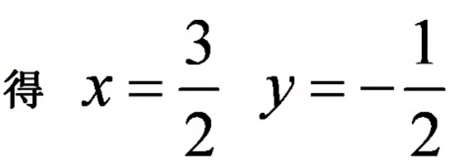 得 x = 3/2 y = -1/2